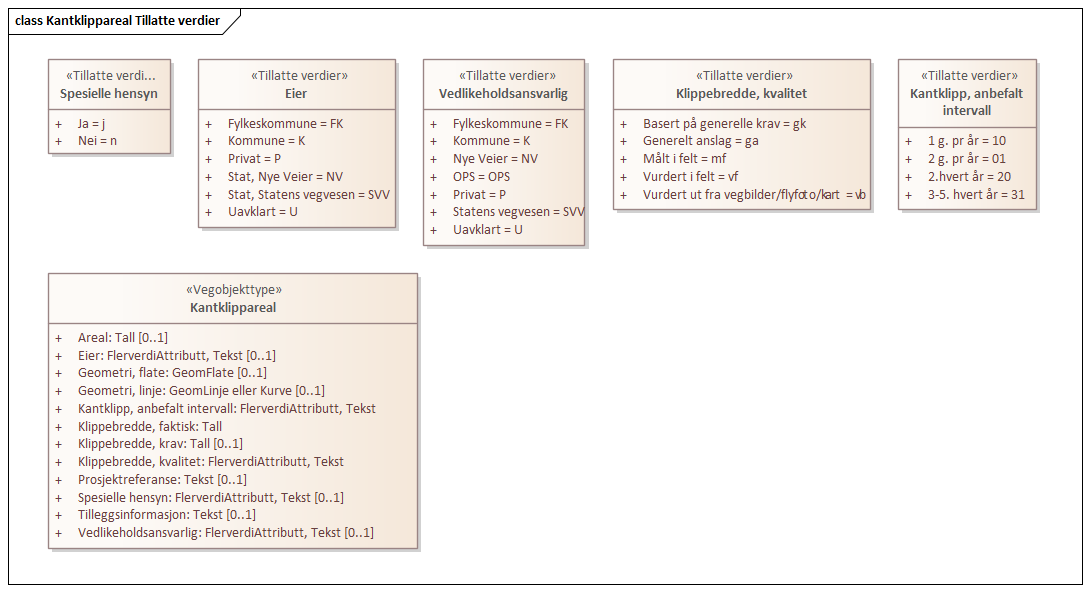 class Kantklippareal Tillatte verdier
«Tillatte verdi...
Spesielle hensyn
+ Ja = j
+ Nei = n
«Tillatte verdier»
Eier
+ Fylkeskommune = FK
+ Kommune = K
+ Privat = P
+ Stat, Nye Veier = NV
+ Stat, Statens vegvesen = SVV
+ Uavklart = U
«Tillatte verdier»
Vedlikeholdsansvarlig
+ Fylkeskommune = FK
+ Kommune = K
+ Nye Veier = NV
+ OPS = OPS
+ Privat = P
+ Statens vegvesen = SVV
+ Uavklart = U
«Tillatte verdier»
Klippebredde, kvalitet
+ Basert på generelle krav = gk
+ Generelt anslag = ga
+ Målt i felt = mf
+ Vurdert i felt = vf
+ Vurdert ut fra vegbilder/flyfoto/kart = vb
«Tillatte verdier»
Kantklipp, anbefalt
intervall
+ 1 g. pr år = 10
+ 2 g. pr år = 01
+ 2.hvert år = 20
+ 3-5. hvert år = 31
«Vegobjekttype»
Kantklippareal
+ Areal: Tall [0..1]
+ Eier: FlerverdiAttributt, Tekst [0..1]
+ Geometri, flate: GeomFlate [0..1]
+ Geometri, linje: GeomLinje eller Kurve [0..1]
+ Kantklipp, anbefalt intervall: FlerverdiAttributt, Tekst
+ Klippebredde, faktisk: Tall
+ Klippebredde, krav: Tall [0..1]
+ Klippebredde, kvalitet: FlerverdiAttributt, Tekst
+ Prosjektreferanse: Tekst [0..1]
+ Spesielle hensyn: FlerverdiAttributt, Tekst [0..1]
+ Tilleggsinformasjon: Tekst [0..1]
+ Vedlikeholdsansvarlig: FlerverdiAttributt, Tekst [0..1]